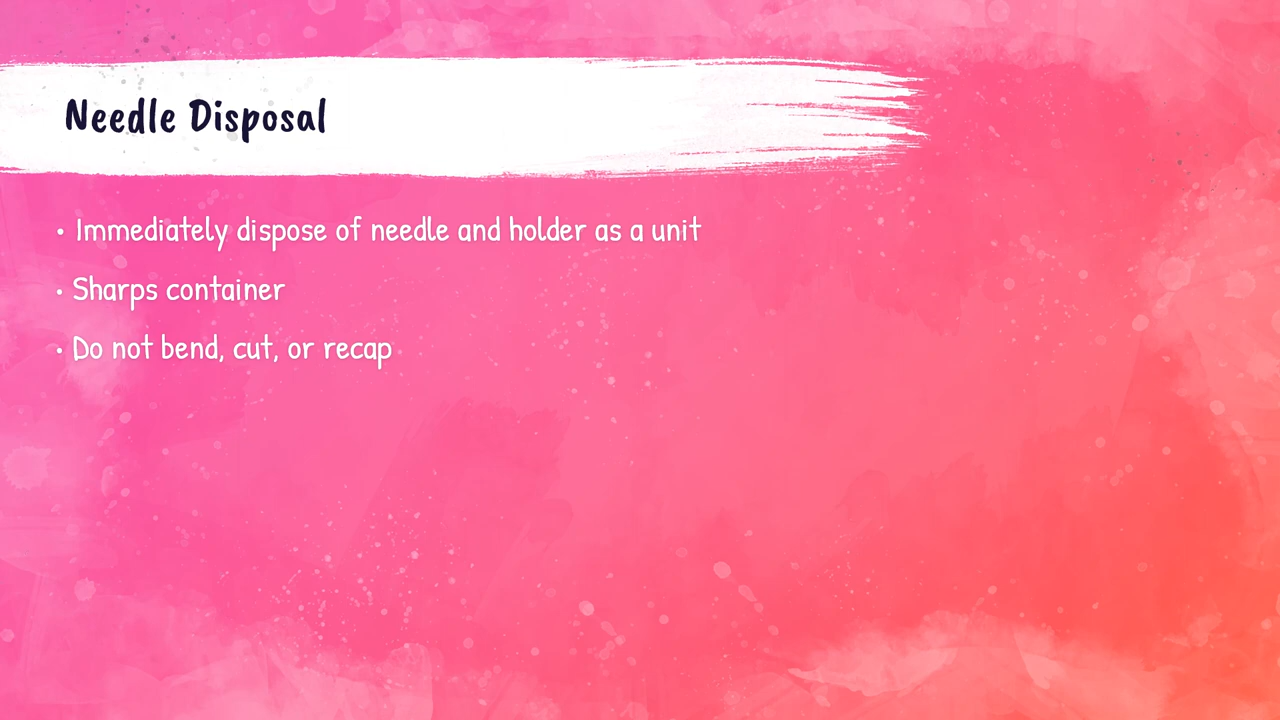 Needle Disposal
• Immediately dispose of needle and holder as a unit
• Sharps container
• Do not bend, cut, or recap